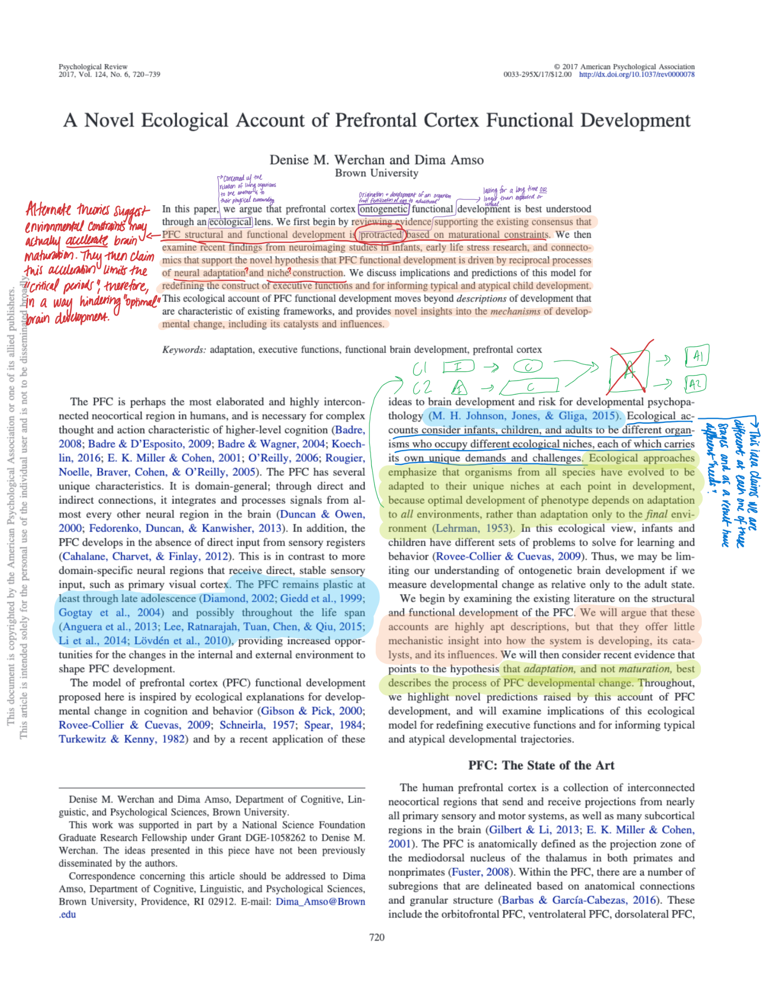 Psychological Review
2017, Vol. 124, No. 6, 720–739
© 2017 American Psychological Association
0033-295X/17/$12.00 http://dx.doi.org/10.1037/rev0000078
A Novel Ecological Account of Prefrontal Cortex Functional Development
Denise M. Werchan and Dima Amso
Brown University
Concerned w/ the
relation of living organisms
to one another & to
their physical surrounding
Origination + development of an organism
from fertilization of egg to adulthood
lasting for a long time OR
longer than expected or
usual
Alternate theories suggest
environmental constraints may
actually accelerate brain
maturation. They then claim
this acceleration limits the
"critical periods", therefore,
in a way hindering "optimal"
brain development.
In this paper, we argue that prefrontal cortex ontogenetic functional development is best understood
through an ecological lens. We first begin by reviewing evidence supporting the existing consensus that
PFC structural and functional development is protracted based on maturational constraints. We then
examine recent findings from neuroimaging studies in infants, early life stress research, and connecto-
mics that support the novel hypothesis that PFC functional development is driven by reciprocal processes
of neural adaptation? and niche? construction. We discuss implications and predictions of this model for
redefining the construct of executive functions and for informing typical and atypical child development.
This ecological account of PFC functional development moves beyond descriptions of development that
are characteristic of existing frameworks, and provides novel insights into the mechanisms of develop-
mental change, including its catalysts and influences.
Keywords: adaptation, executive functions, functional brain development, prefrontal cortex
C1 I C A A1
C2 I C A2
The PFC is perhaps the most elaborated and highly intercon-
nected neocortical region in humans, and is necessary for complex
thought and action characteristic of higher-level cognition (Badre,
2008; Badre & D'Esposito, 2009; Badre & Wagner, 2004; Koech-
lin, 2016; E. K. Miller & Cohen, 2001; O'Reilly, 2006; Rougier,
Noelle, Braver, Cohen, & O'Reilly, 2005). The PFC has several
unique characteristics. It is domain-general; through direct and
indirect connections, it integrates and processes signals from al-
most every other neural region in the brain (Duncan & Owen,
2000; Fedorenko, Duncan, & Kanwisher, 2013). In addition, the
PFC develops in the absence of direct input from sensory registers
(Cahalane, Charvet, & Finlay, 2012). This is in contrast to more
domain-specific neural regions that receive direct, stable sensory
input, such as primary visual cortex. The PFC remains plastic at
least through late adolescence (Diamond, 2002; Giedd et al., 1999;
Gogtay et al., 2004) and possibly throughout the life span
(Anguera et al., 2013; Lee, Ratnarajah, Tuan, Chen, & Qiu, 2015;
Li et al., 2014; Lövdén et al., 2010), providing increased oppor-
tunities for the changes in the internal and external environment to
shape PFC development.
The model of prefrontal cortex (PFC) functional development
proposed here is inspired by ecological explanations for develop-
mental change in cognition and behavior (Gibson & Pick, 2000;
Rovee-Collier & Cuevas, 2009; Schneirla, 1957; Spear, 1984;
Turkewitz & Kenny, 1982) and by a recent application of these
Denise M. Werchan and Dima Amso, Department of Cognitive, Lin-
guistic, and Psychological Sciences, Brown University.
This work was supported in part by a National Science Foundation
Graduate Research Fellowship under Grant DGE-1058262 to Denise M.
Werchan. The ideas presented in this piece have not been previously
disseminated by the authors.
Correspondence concerning this article should be addressed to Dima
Amso, Department of Cognitive, Linguistic, and Psychological Sciences,
Brown University, Providence, RI 02912. E-mail: Dima_Amso@Brown
.edu
ideas to brain development and risk for developmental psychopa-
thology (M. H. Johnson, Jones, & Gliga, 2015). Ecological ac-
counts consider infants, children, and adults to be different organ-
isms who occupy different ecological niches, each of which carries
its own unique demands and challenges. Ecological approaches
emphasize that organisms from all species have evolved to be
adapted to their unique niches at each point in development,
because optimal development of phenotype depends on adaptation
to all environments, rather than adaptation only to the final envi-
ronment (Lehrman, 1953). In this ecological view, infants and
children have different sets of problems to solve for learning and
behavior (Rovee-Collier & Cuevas, 2009). Thus, we may be lim-
iting our understanding of ontogenetic brain development if we
measure developmental change as relative only to the adult state.
We begin by examining the existing literature on the structural
and functional development of the PFC. We will argue that these
accounts are highly apt descriptions, but that they offer little
mechanistic insight into how the system is developing, its cata-
lysts, and its influences. We will then consider recent evidence that
points to the hypothesis that adaptation, and not maturation, best
describes the process of PFC developmental change. Throughout,
we highlight novel predictions raised by this account of PFC
development, and will examine implications of this ecological
model for redefining executive functions and for informing typical
and atypical developmental trajectories.
PFC: The State of the Art
The human prefrontal cortex is a collection of interconnected
neocortical regions that send and receive projections from nearly
all primary sensory and motor systems, as well as many subcortical
regions in the brain (Gilbert & Li, 2013; E. K. Miller & Cohen,
2001). The PFC is anatomically defined as the projection zone of
the mediodorsal nucleus of the thalamus in both primates and
nonprimates (Fuster, 2008). Within the PFC, there are a number of
subregions that are delineated based on anatomical connections
and granular structure (Barbas & García-Cabezas, 2016). These
include the orbitofrontal PFC, ventrolateral PFC, dorsolateral PFC,
This idea claims we are
different at each one of these
stages and as a result have
different "needs".
720
This document is copyrighted by the American Psychological Association or one of its allied publishers.
This article is intended solely for the personal use of the individual user and is not to be disseminated broadly.